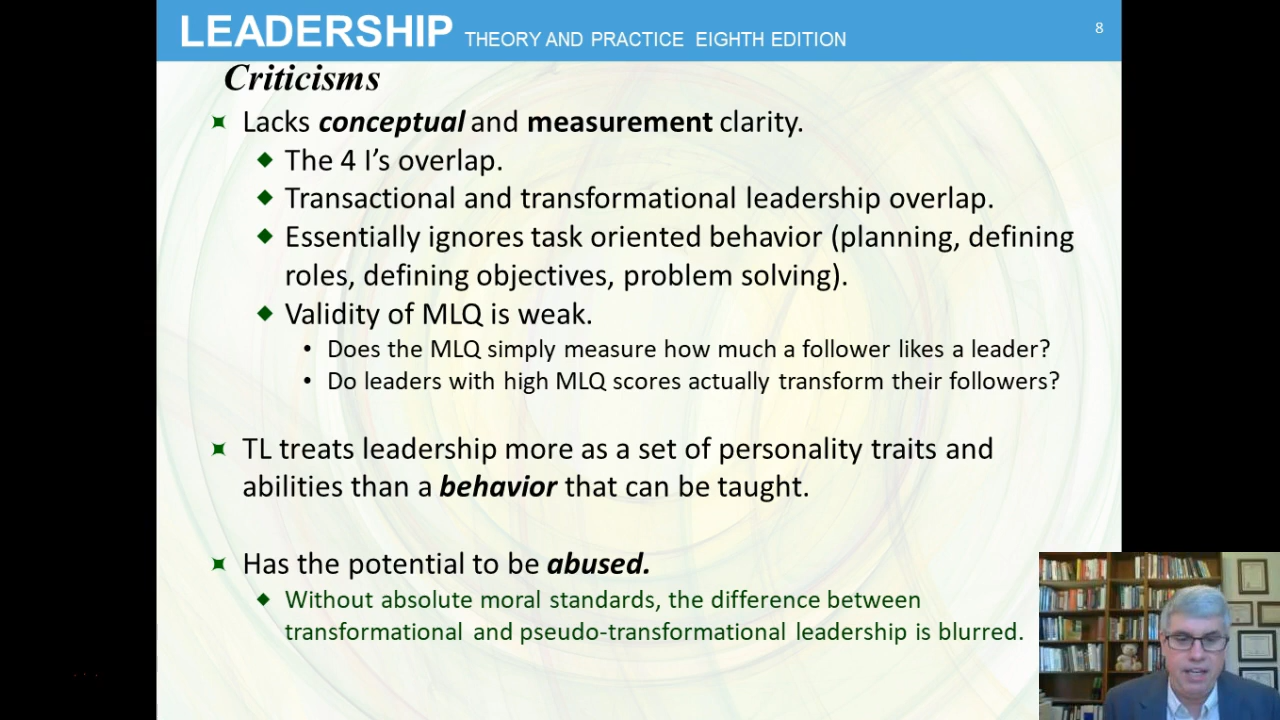 LEADERSHIP THEORY AND PRACTICE EIGHTH EDITION 8
Criticisms
Lacks conceptual and measurement clarity.
The 4 I's overlap.
Transactional and transformational leadership overlap.
Essentially ignores task oriented behavior (planning, defining
roles, defining objectives, problem solving).
Validity of MLQ is weak.
• Does the MLQ simply measure how much a follower likes a leader?
• Do leaders with high MLQ scores actually transform their followers?
TL treats leadership more as a set of personality traits and
abilities than a behavior that can be taught.
Has the potential to be abused.
Without absolute moral standards, the difference between
transformational and pseudo-transformational leadership is blurred.